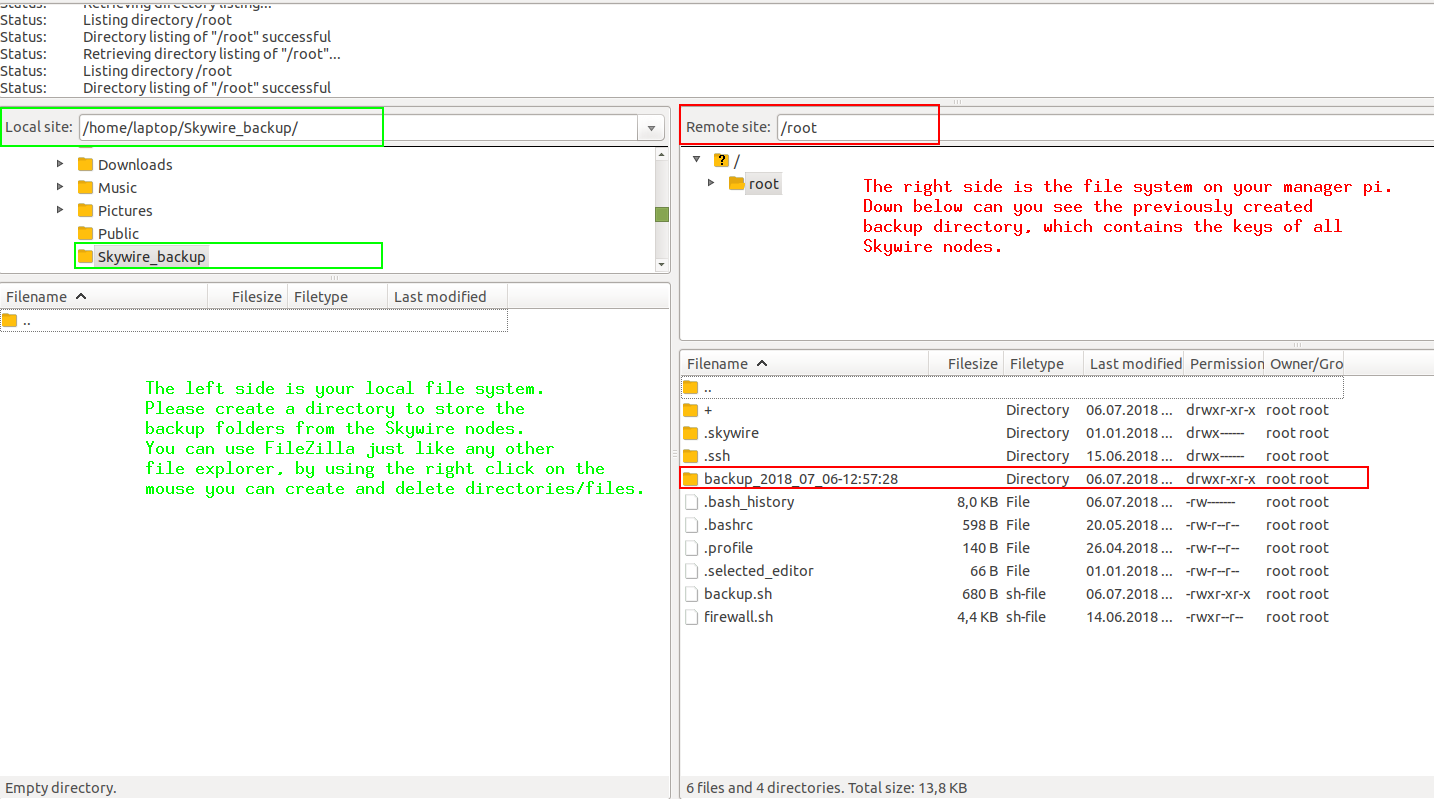 Status: Retrieving directory listing...
Status: Listing directory /root
Status: Directory listing of "/root" successful
Status: Retrieving directory listing of "/root"...
Status: Listing directory /root
Status: Directory listing of "/root" successful
Local site: /home/laptop/Skywire_backup/
Downloads
Music
Pictures
Public
Skywire_backup
Filename Filesize Filetype Last modified
..
The left side is your local file system.
Please create a directory to store the
backup folders from the Skywire nodes.
You can use FileZilla just like any other
file explorer, by using the right click on the
mouse you can create and delete directories/files.
Empty directory.
Remote site: /root
/
root
The right side is the file system on your manager pi.
Down below can you see the previously created
backup directory, which contains the keys of all
Skywire nodes.
Filename Filesize Filetype Last modified Permission Owner/Gro
..
+ Directory 06.07.2018 ... drwxr-xr-x root root
.skywire Directory 01.01.2018 ... drwx------ root root
.ssh Directory 15.06.2018 ... drwx------ root root
backup_2018_07_06-12:57:28 Directory 06.07.2018 ... drwxr-xr-x root root
.bash_history 8,0 KB File 06.07.2018 ... -rw------- root root
.bashrc 598 B File 20.05.2018 ... -rw-r--r-- root root
.profile 140 B File 26.04.2018 ... -rw-r--r-- root root
.selected_editor 66 B File 01.01.2018 ... -rw-r--r-- root root
backup.sh 680 B sh-file 06.07.2018 ... -rwxr-xr-x root root
firewall.sh 4,4 KB sh-file 14.06.2018 ... -rwxr--r-- root root
6 files and 4 directories. Total size: 13,8 KB